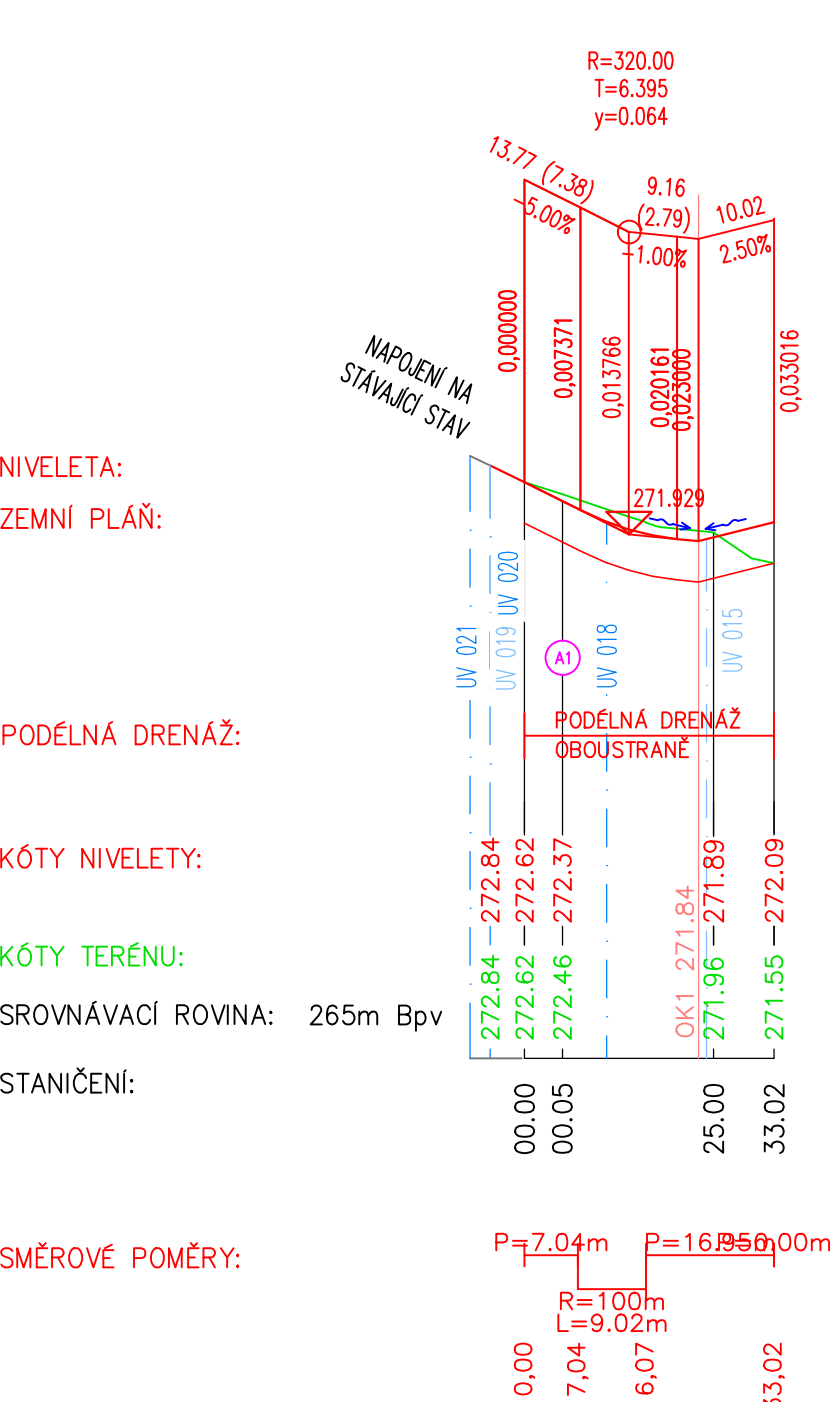 R=320.00
T=6.395
y=0.064
13.77 (7.38)
-5.00%
9.16
(2.79)
-1.00%
10.02
2.50%
0,000000
0,007371
0,013766
0,020161
0,023000
0,033016
NAPOJENÍ NA
STÁVAJÍCÍ STAV
NIVELETA:
271.929
ZEMNÍ PLÁŇ:
UV 021
UV 019
UV 020
A1
UV 018
UV 015
PODÉLNÁ DRENÁŽ:
PODÉLNÁ DRENÁŽ
OBOUSTRANĚ
KÓTY NIVELETY:
272.84
272.62
272.37
271.89
272.09
OK1 271.84
KÓTY TERÉNU:
272.84
272.62
272.46
271.96
271.55
SROVNÁVACÍ ROVINA: 265m Bpv
STANIČENÍ:
00.00
00.05
25.00
33.02
SMĚROVÉ POMĚRY:
P=7.04m
R=100m
L=9.02m
P=16.95m
0,00
7,04
6,07
33,02